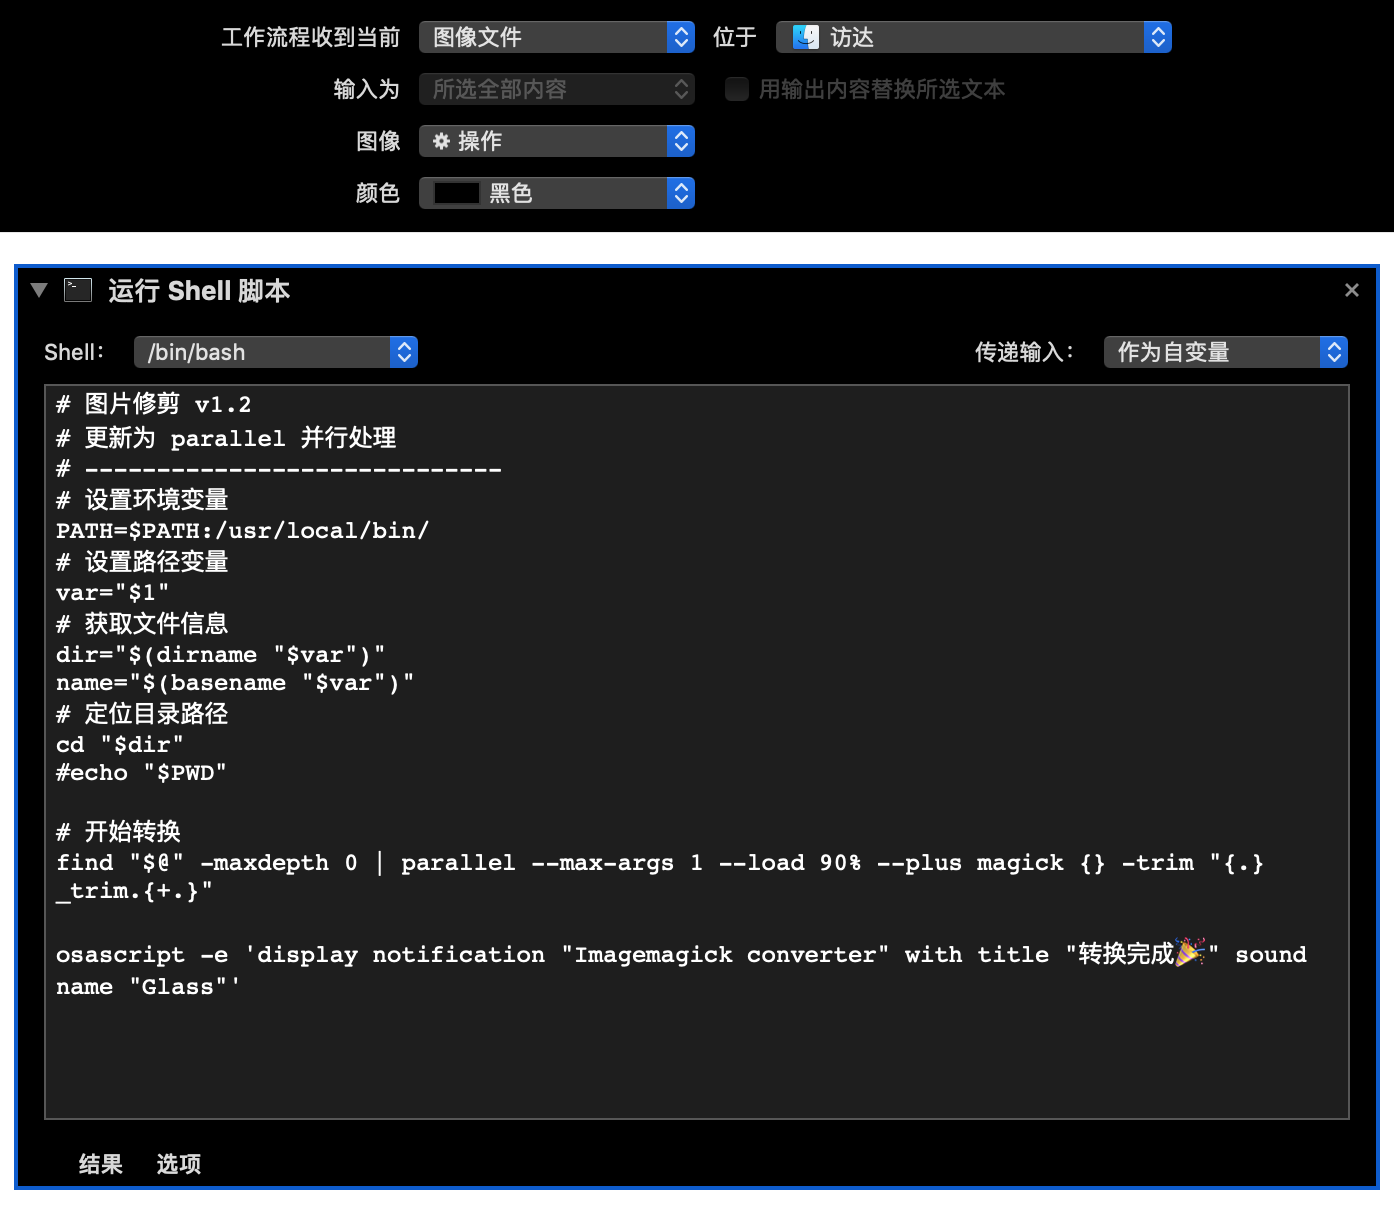 工作流程收到当前 图像文件 位于 访达
输入为 所选全部内容 用输出内容替换所选文本
图像 操作
颜色 黑色
运行 Shell 脚本
Shell： /bin/bash 传递输入： 作为自变量
# 图片修剪 v1.2
# 更新为 parallel 并行处理
# -----------------------------
# 设置环境变量
PATH=$PATH:/usr/local/bin/
# 设置路径变量
var="$1"
# 获取文件信息
dir="$(dirname "$var")"
name="$(basename "$var")"
# 定位目录路径
cd "$dir"
#echo "$PWD"
# 开始转换
find "$@" -maxdepth 0 | parallel --max-args 1 --load 90% --plus magick {} -trim "{.}
_trim.{+.}"
osascript -e 'display notification "Imagemagick converter" with title "转换完成🎉" sound
name "Glass"'
结果 选项